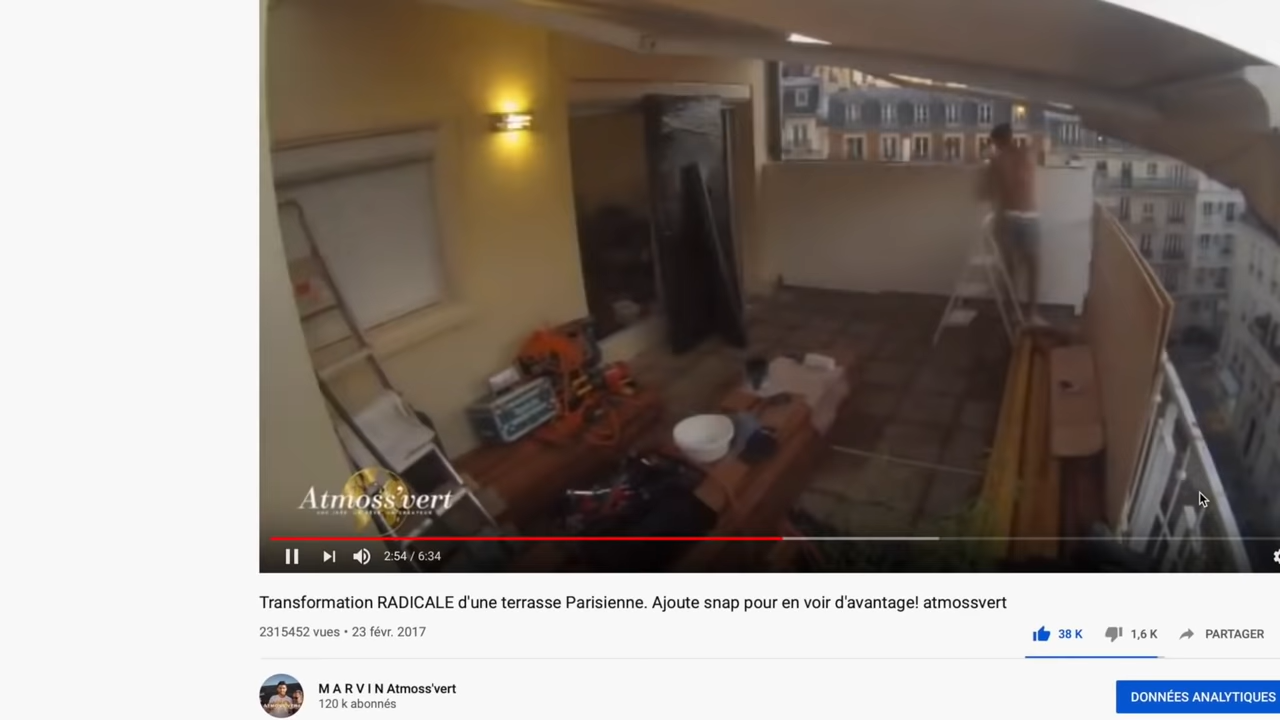 Atmoss'vert
2:54 / 6:34
Transformation RADICALE d'une terrasse Parisienne. Ajoute snap pour en voir d'avantage! atmossvert
2315452 vues • 23 févr. 2017
38 K
1,6 K
PARTAGER
M A R V I N Atmoss'vert
120 k abonnés
DONNÉES ANALYTIQUES